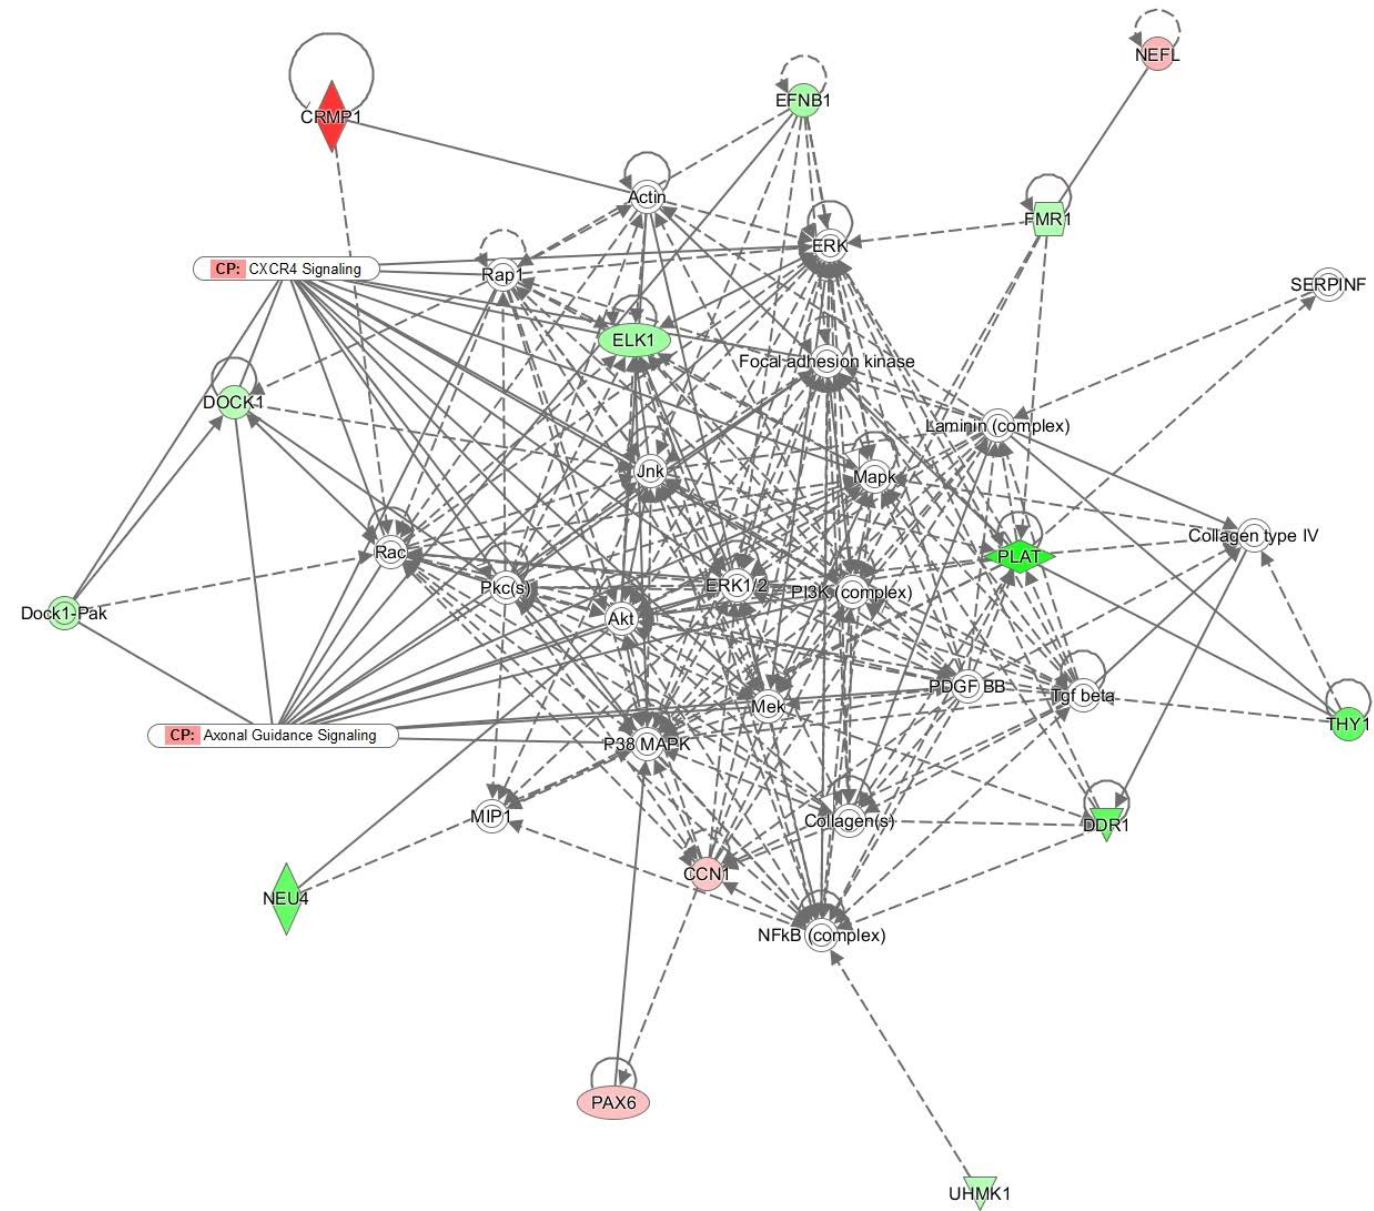 NEFL
EFNB1
CRMP1
Actin
FMR1
ERK
CP: CXCR4 Signaling
Rap1
SERPINF
ELK1
Focal adhesion kinase
DOCK1
Laminin (complex)
Jnk
Mapk
Collagen type IV
Rac
PLAT
Pkc(s)
ERK1/2
PI3K (complex)
Dock1-Pak
Akt
PDGF BB
Tgf beta
Mek
THY1
CP: Axonal Guidance Signaling
P38 MAPK
MIP1
Collagen(s)
DDR1
CCN1
NEU4
NFkB (complex)
PAX6
UHMK1